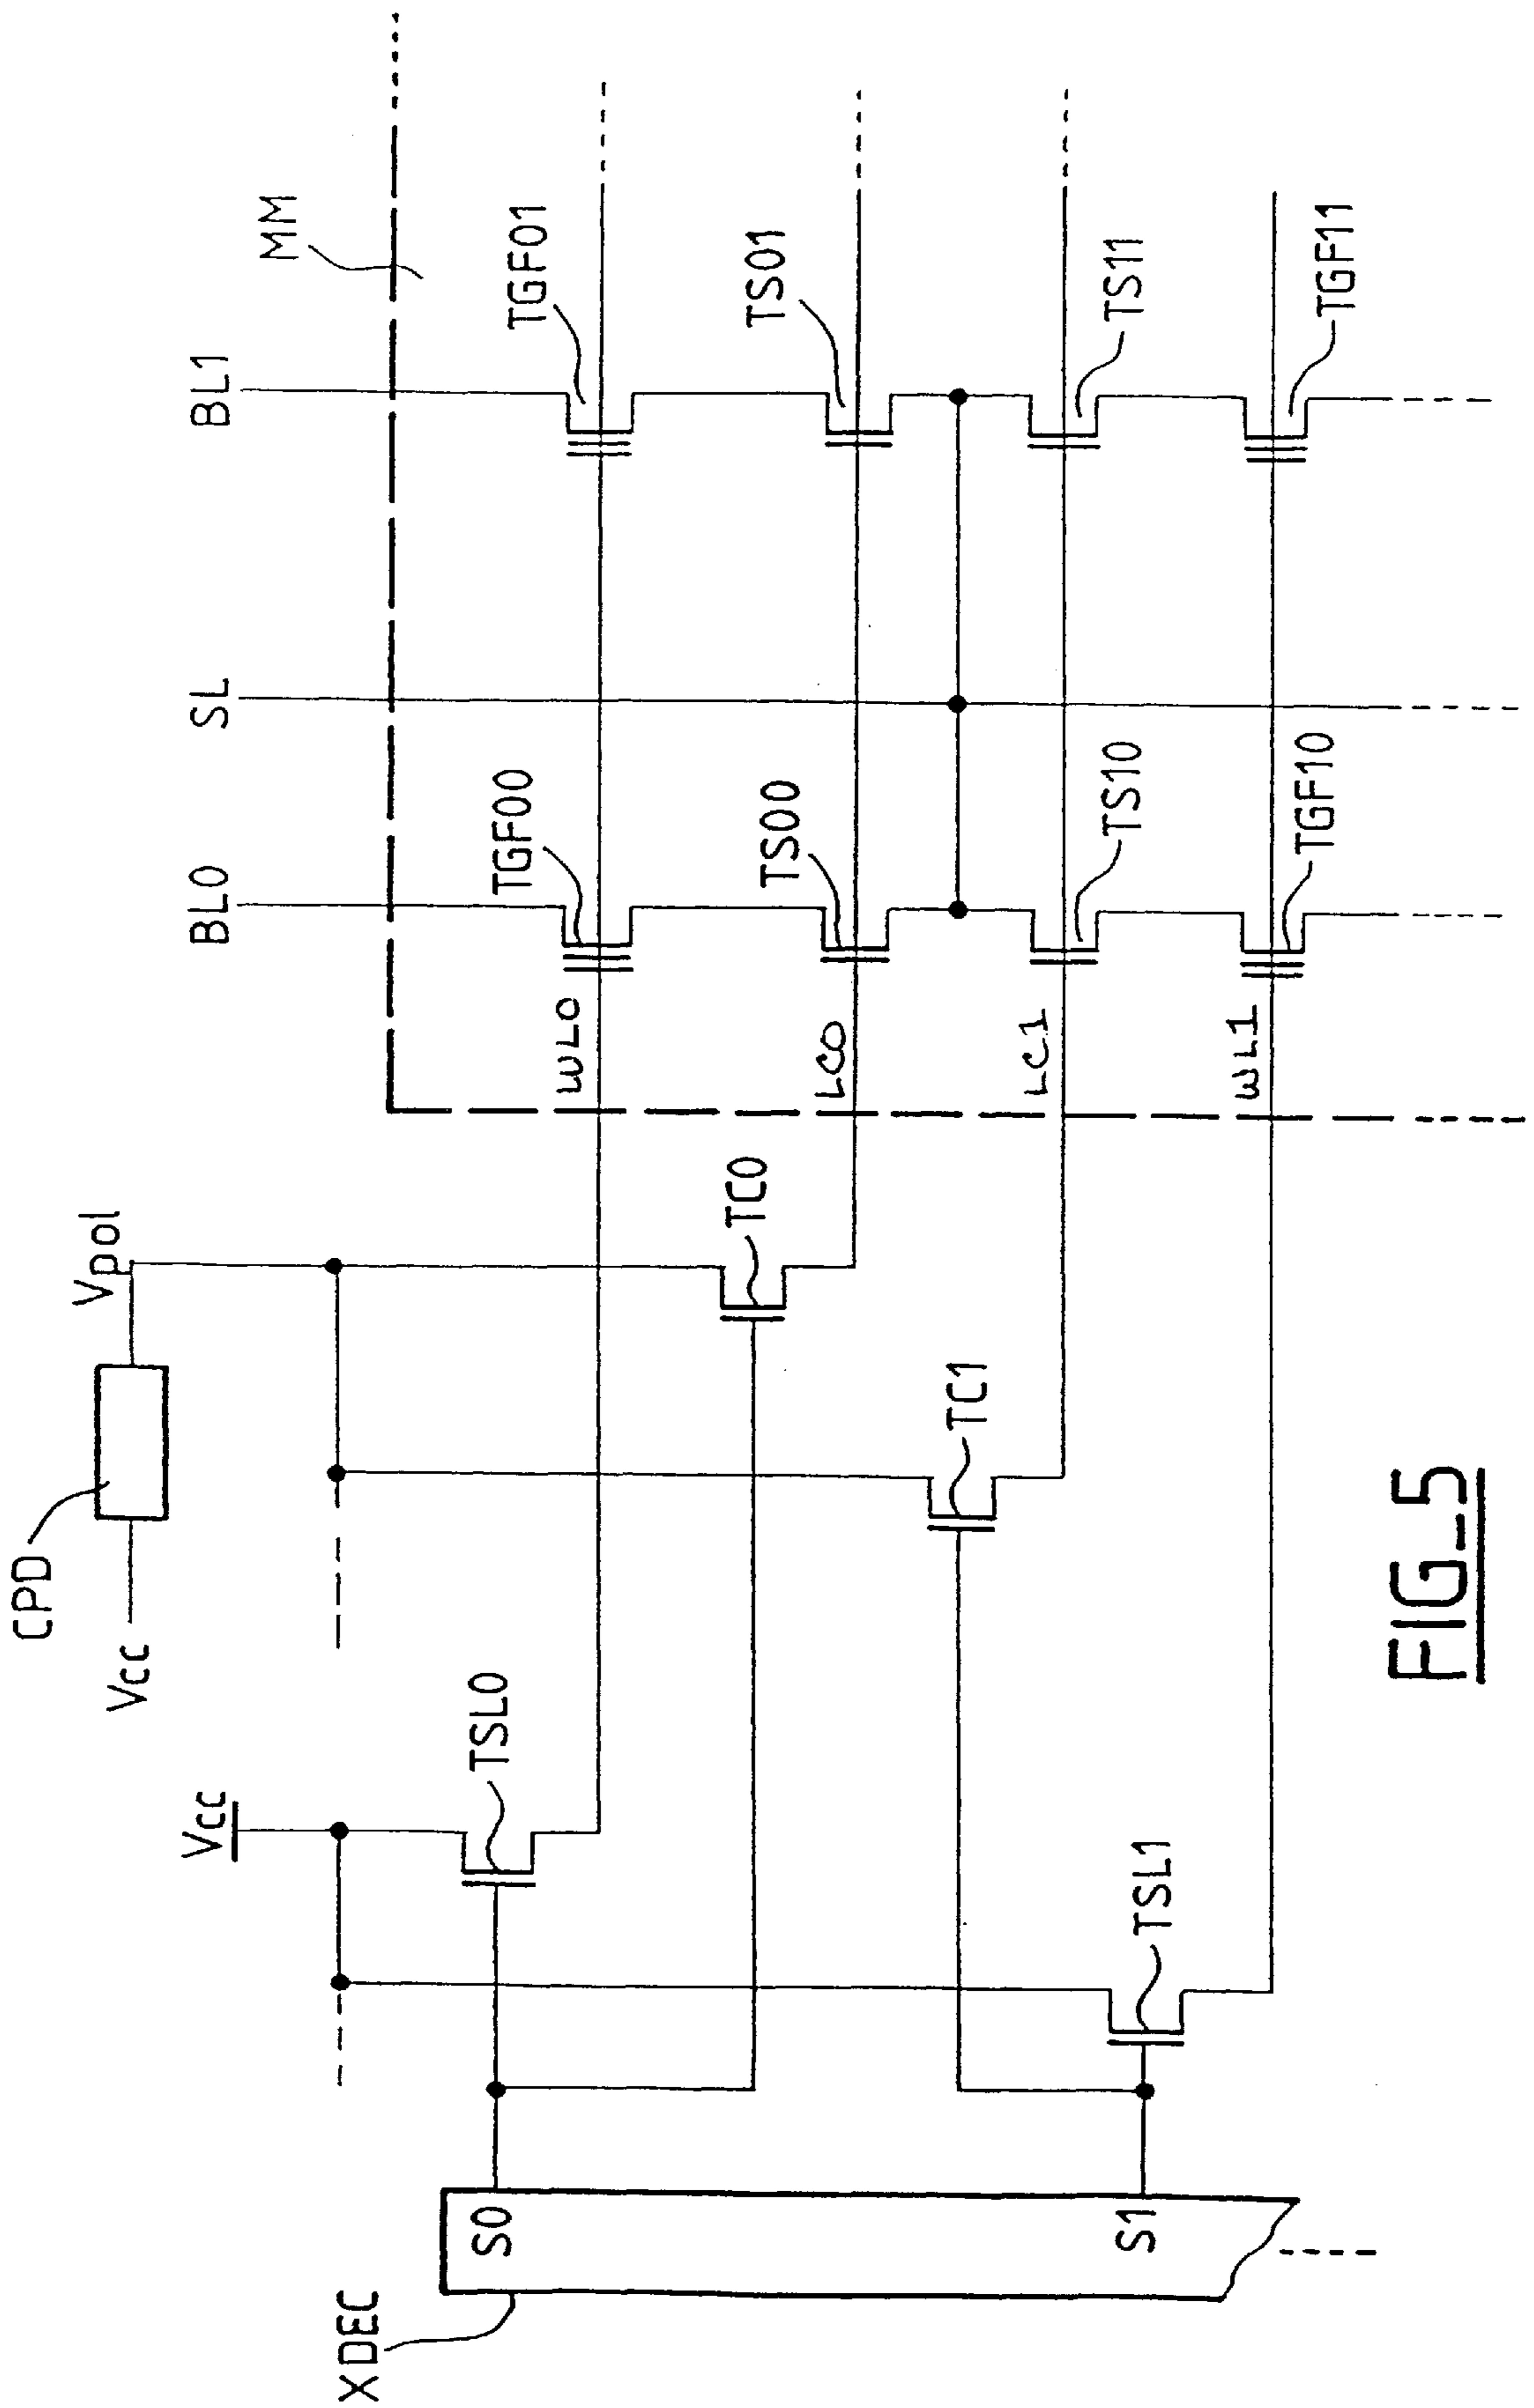 CPD
Vcc
Vpol
Vcc
BL0
SL
BL1
MM
TSL0
WL0
TGF00
TGF01
TC0
LC0
TS00
TS01
TC1
LC1
TS10
TS11
TSL1
WL1
TGF10
TGF11
XDEC
S0
S1
FIG_5